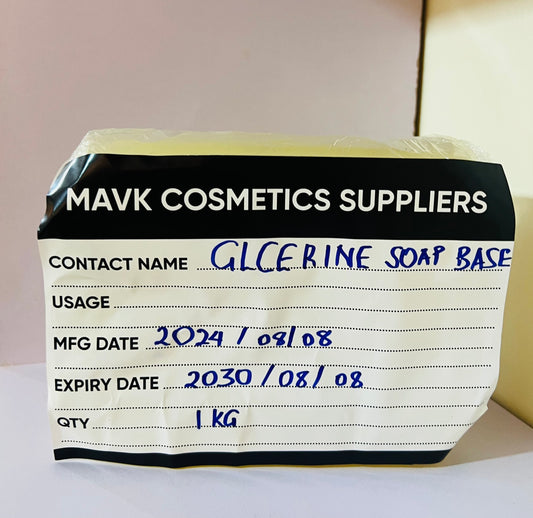 MAVK COSMETICS SUPPLIERS
CONTACT NAME GLCERINE SOAP BASE
USAGE
MFG DATE 2024/08/08
EXPIRY DATE 2030/08/08
QTY 1 KG